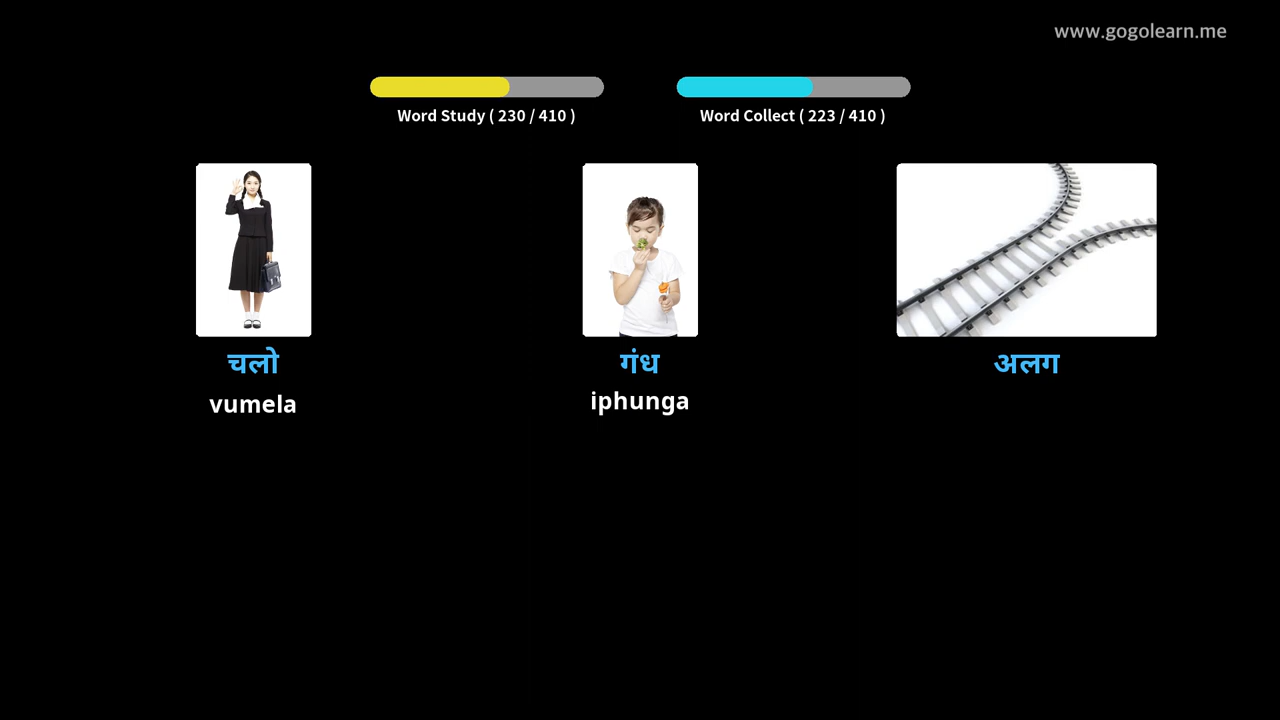 www.gogolearn.me
Word Study ( 230 / 410 )
Word Collect ( 223 / 410 )
चलो
गंध
अलग
vumela
iphunga